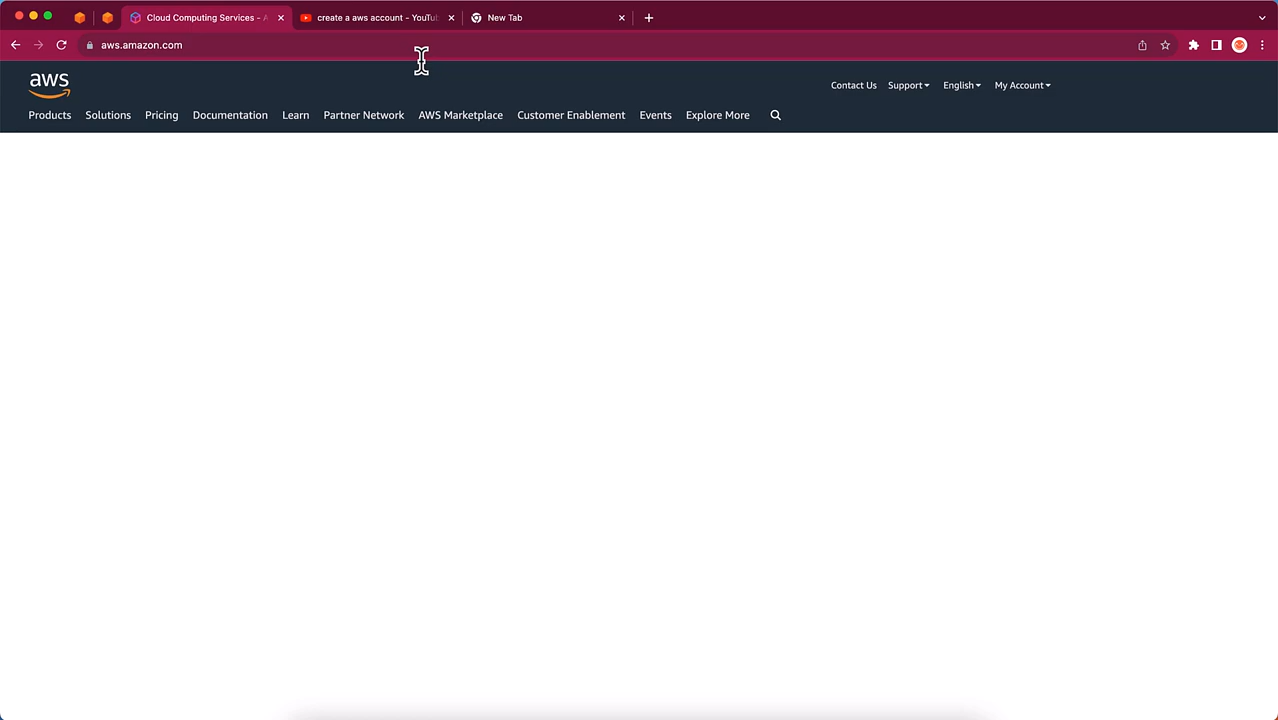 Cloud Computing Services - A
create a aws account - YouTu
New Tab
aws.amazon.com
aws
Contact Us Support English My Account
Products Solutions Pricing Documentation Learn Partner Network AWS Marketplace Customer Enablement Events Explore More